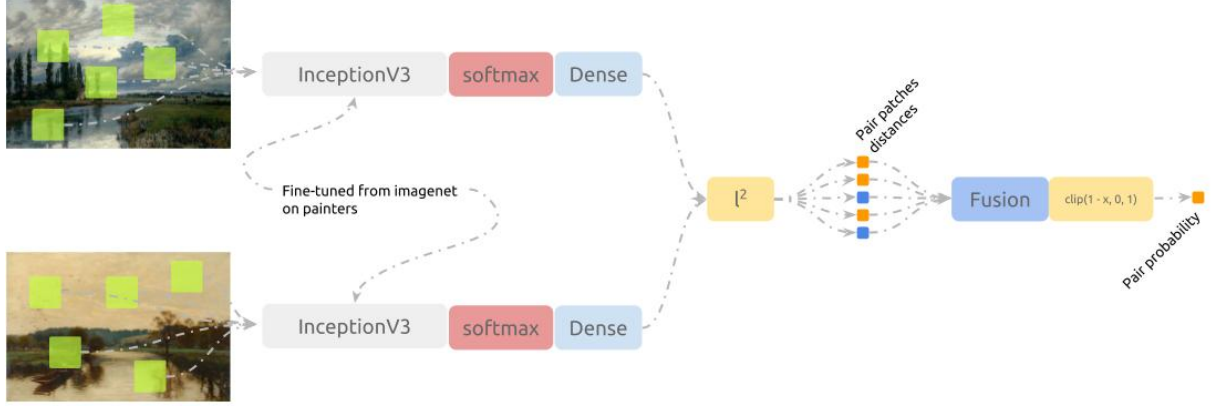 InceptionV3
softmax
Dense
Fine-tuned from imagenet
on painters
InceptionV3
softmax
Dense
l²
Pair patches
distances
Fusion
clip(1 - x, 0, 1)
Pair probability